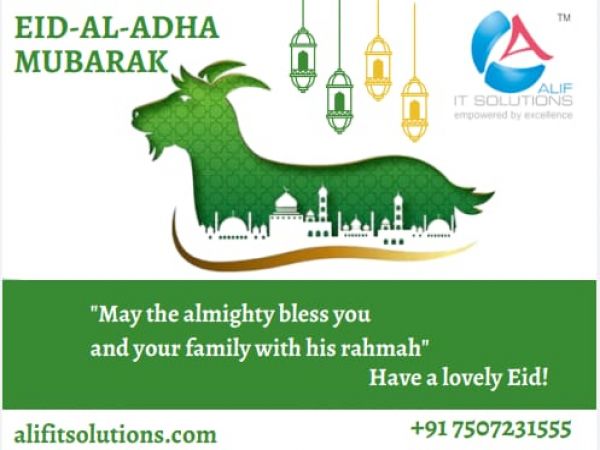 EID-AL-ADHA
MUBARAK
TM
ALIF
IT SOLUTIONS
empowered by excellence
"May the almighty bless you
and your family with his rahmah"
Have a lovely Eid!
alifitsolutions.com
+91 7507231555